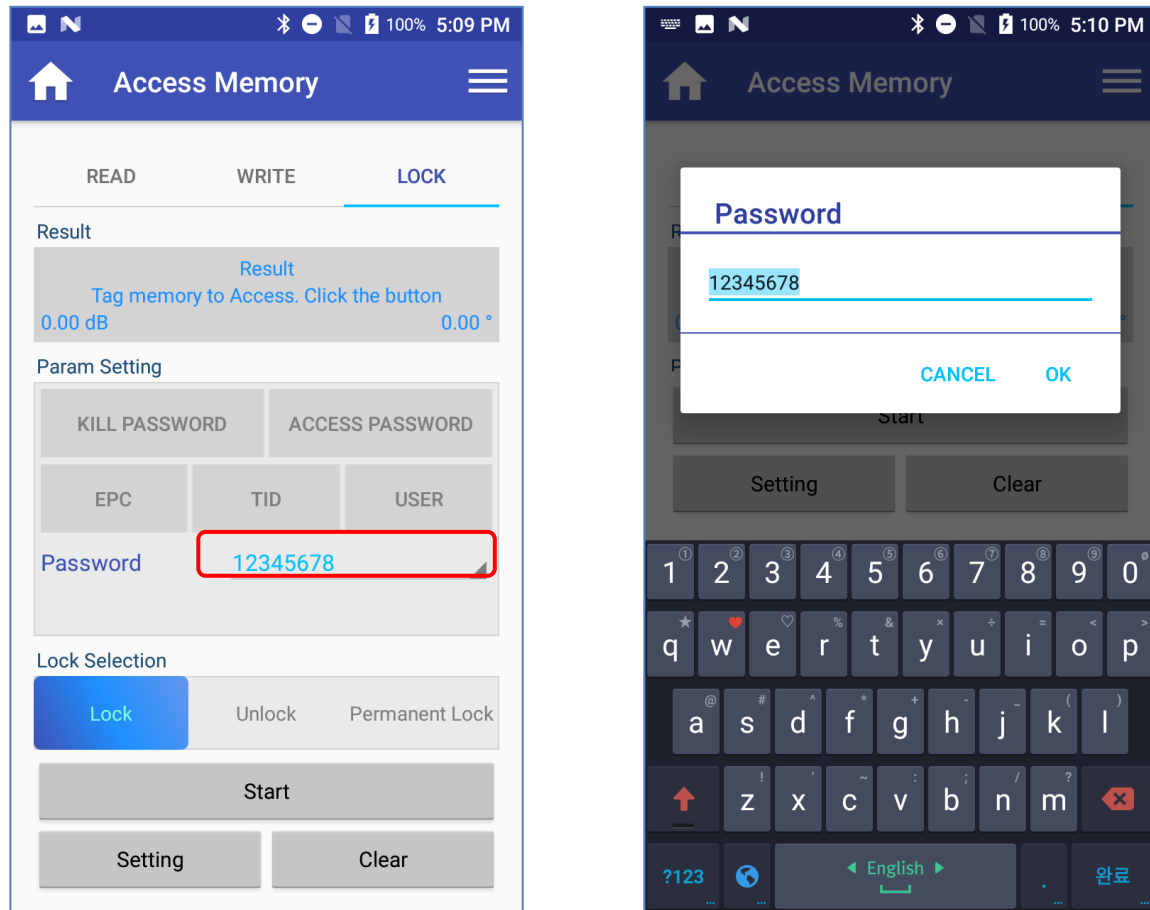 100% 5:09 PM
Access Memory
READ WRITE LOCK
Result
Result
Tag memory to Access. Click the button
0.00 dB 0.00 °
Param Setting
KILL PASSWORD ACCESS PASSWORD
EPC TID USER
Password 12345678
Lock Selection
Lock Unlock Permanent Lock
Start
Setting Clear
100% 5:10 PM
Access Memory
Password
12345678
CANCEL OK
Start
Setting Clear
1 2 3 4 5 6 7 8 9 0
q w e r t y u i o p
a s d f g h j k l
z x c v b n m
?123 English . 완료